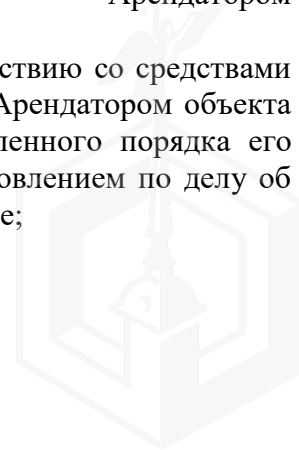 Арендатором
ствию со средствами
Арендатором объекта
ленного порядка его
овлением по делу об
е;